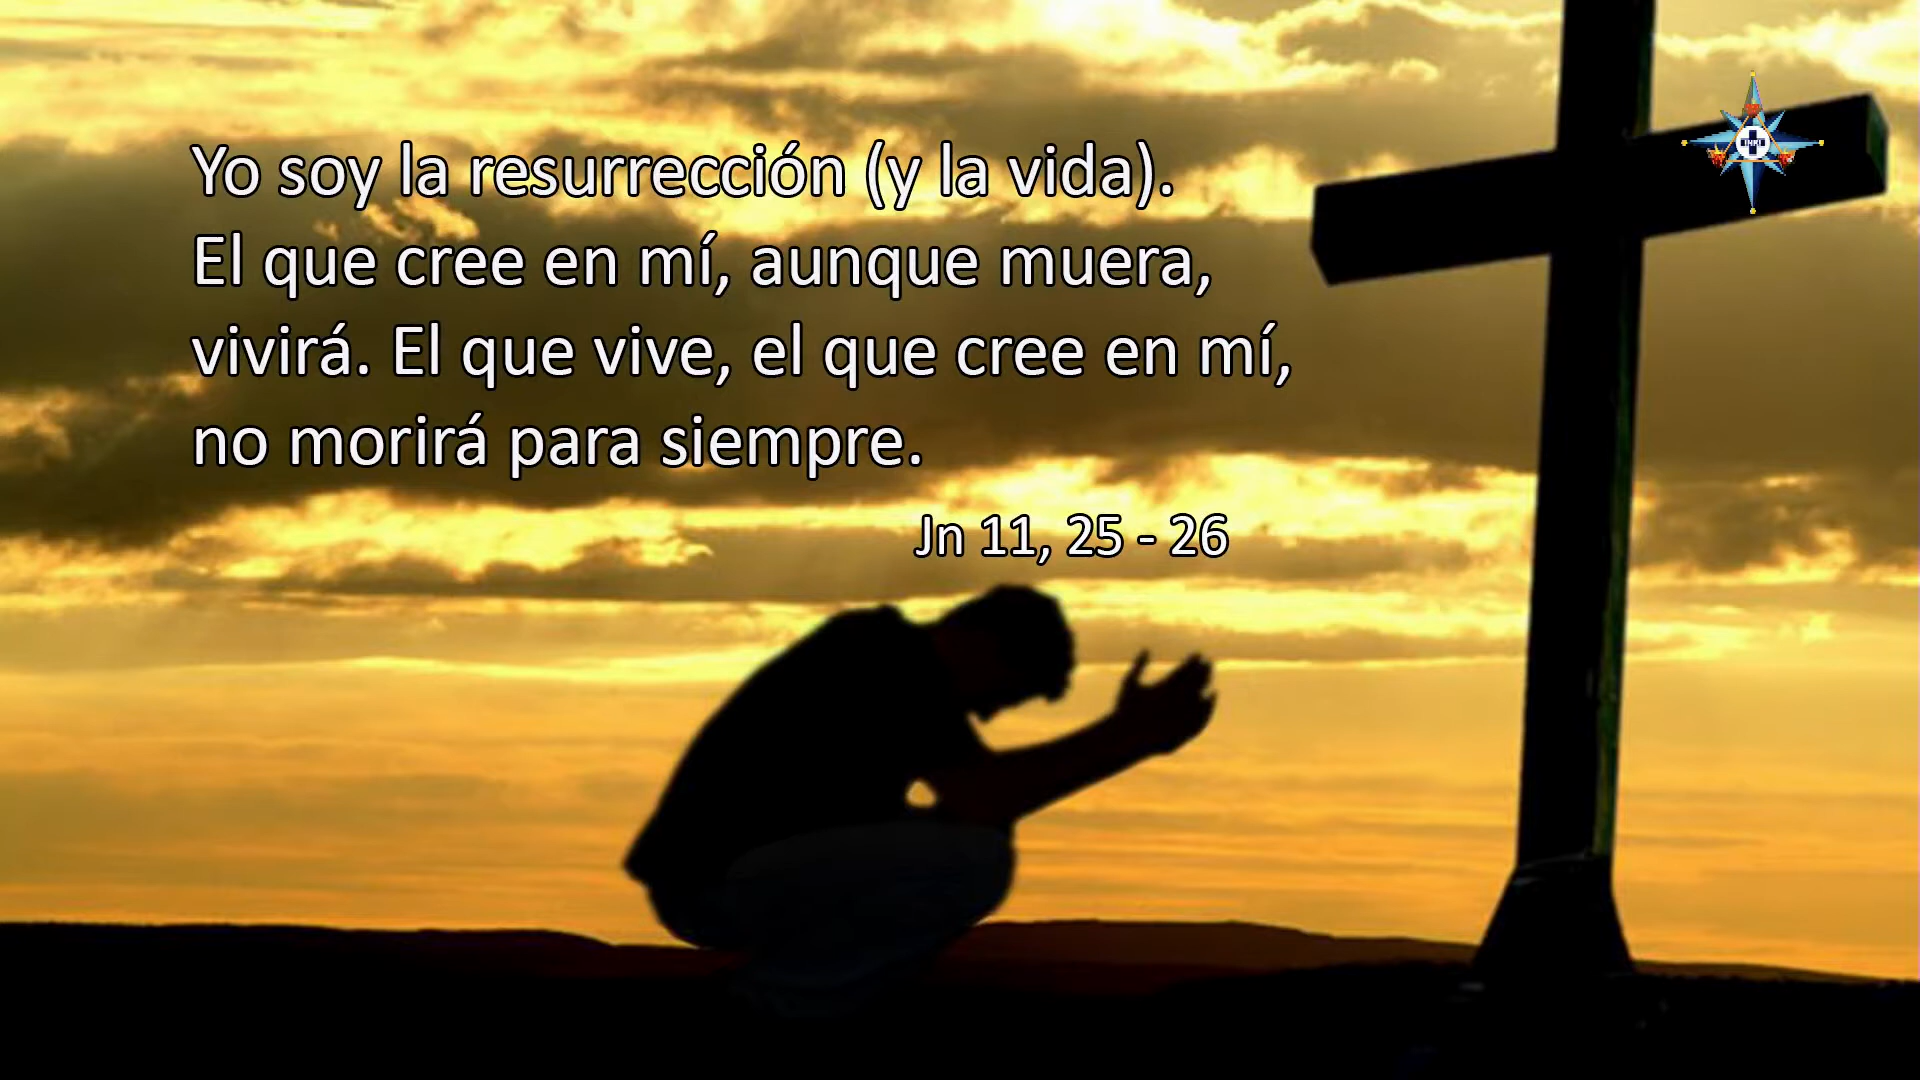 Yo soy la resurrección (y la vida).
El que cree en mí, aunque muera,
vivirá. El que vive, el que cree en mí,
no morirá para siempre.
Jn 11, 25 - 26